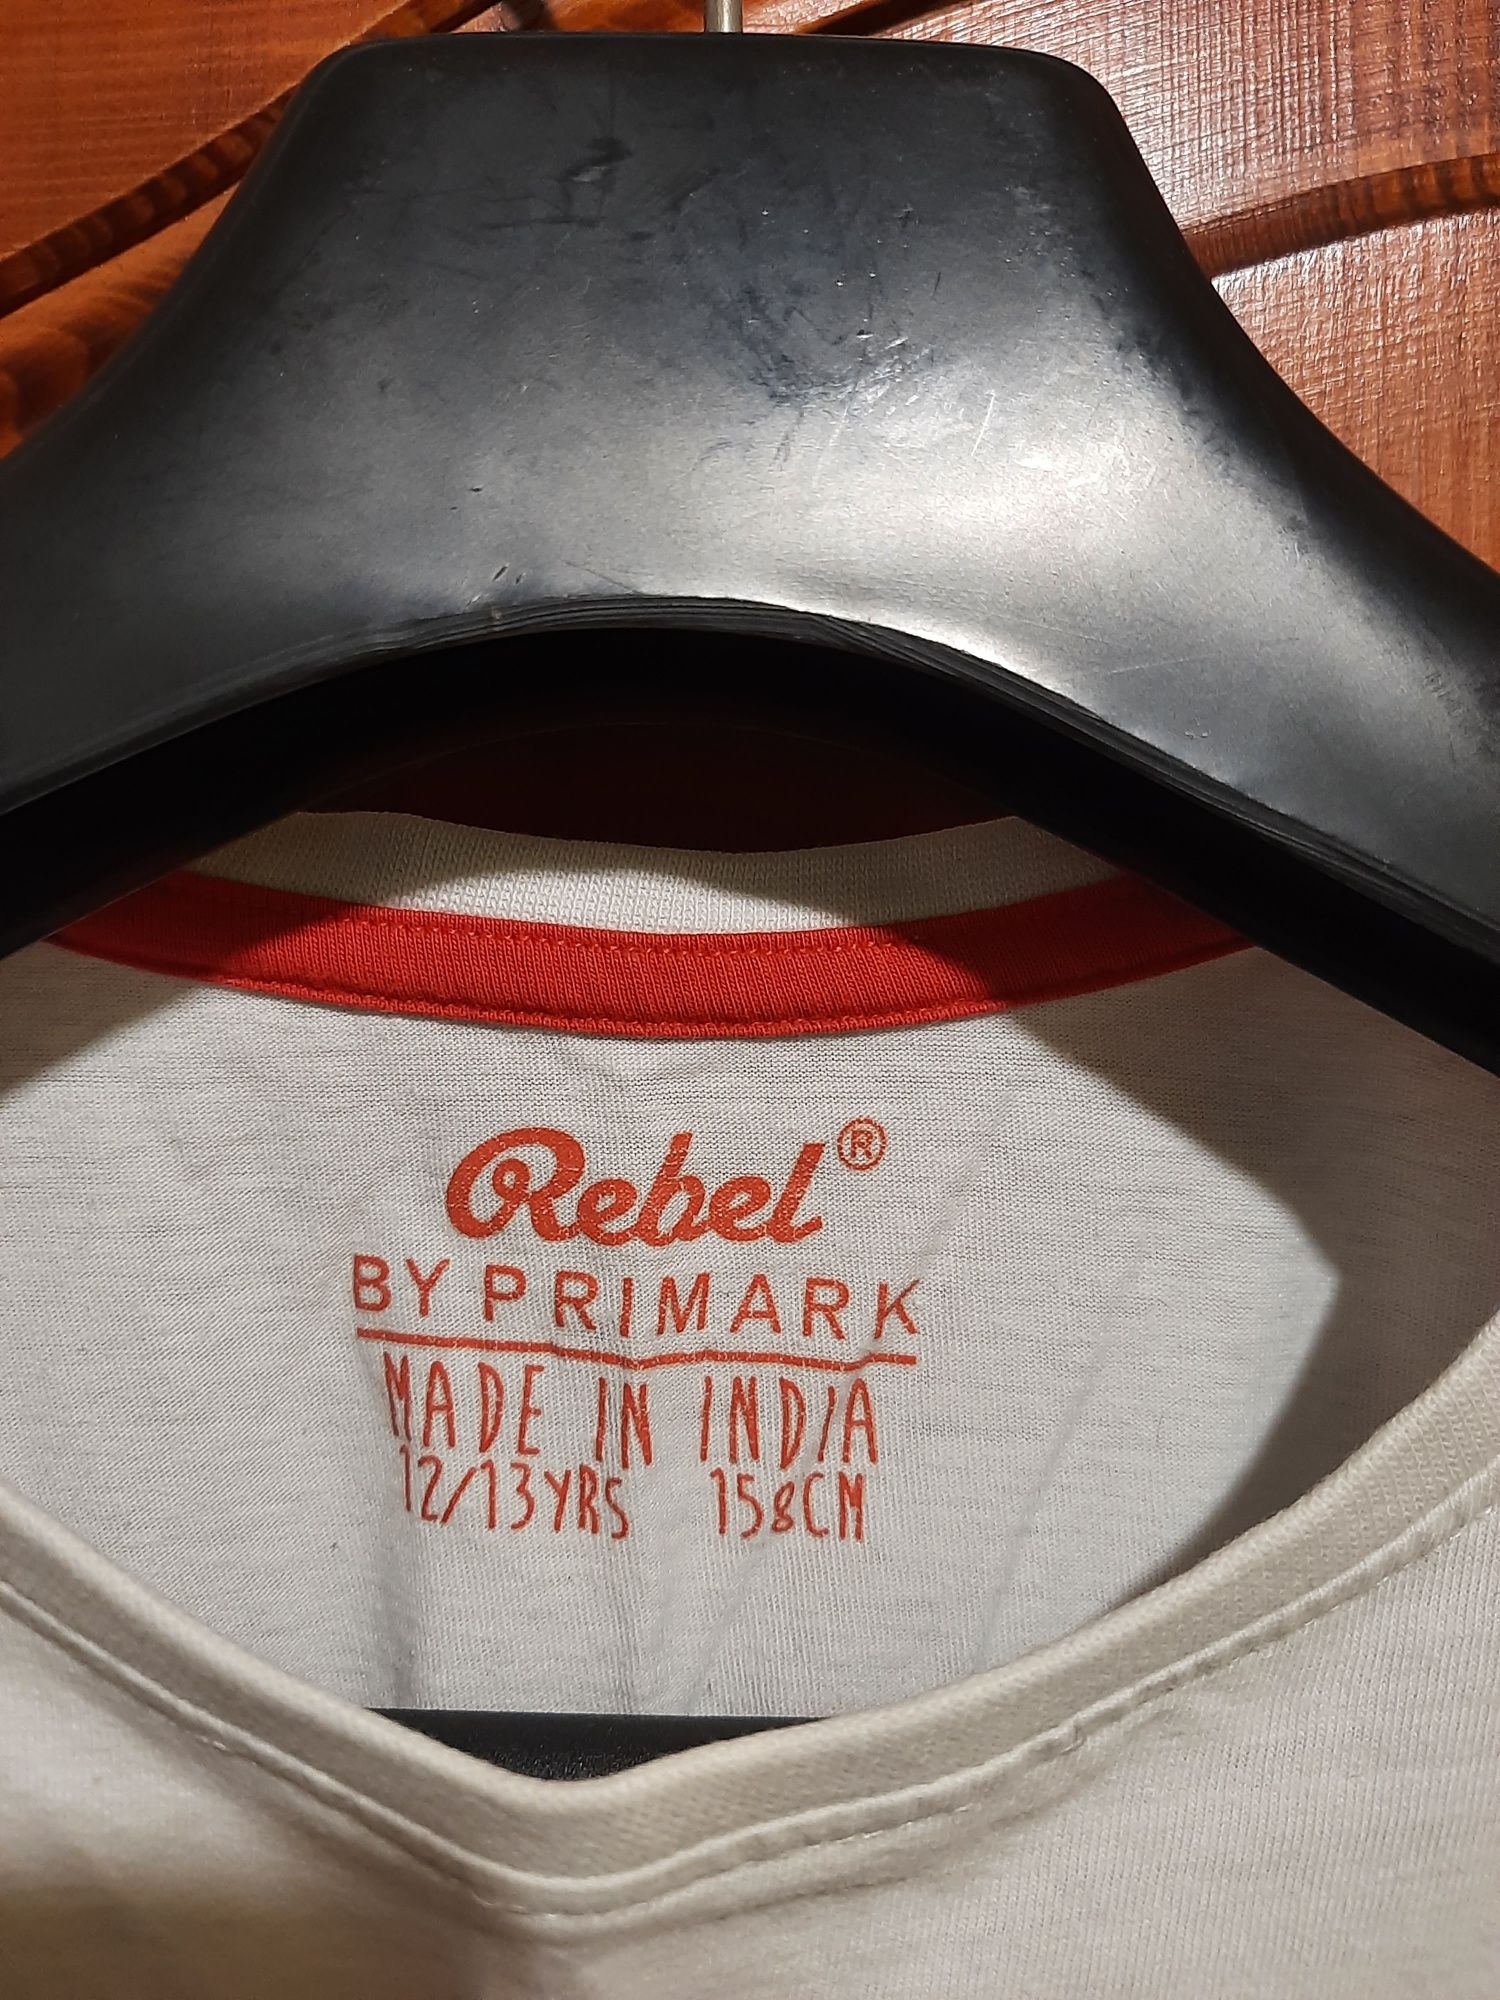 Rebel®
BY PRIMARK
MADE IN INDIA
12/13YRS 158CM